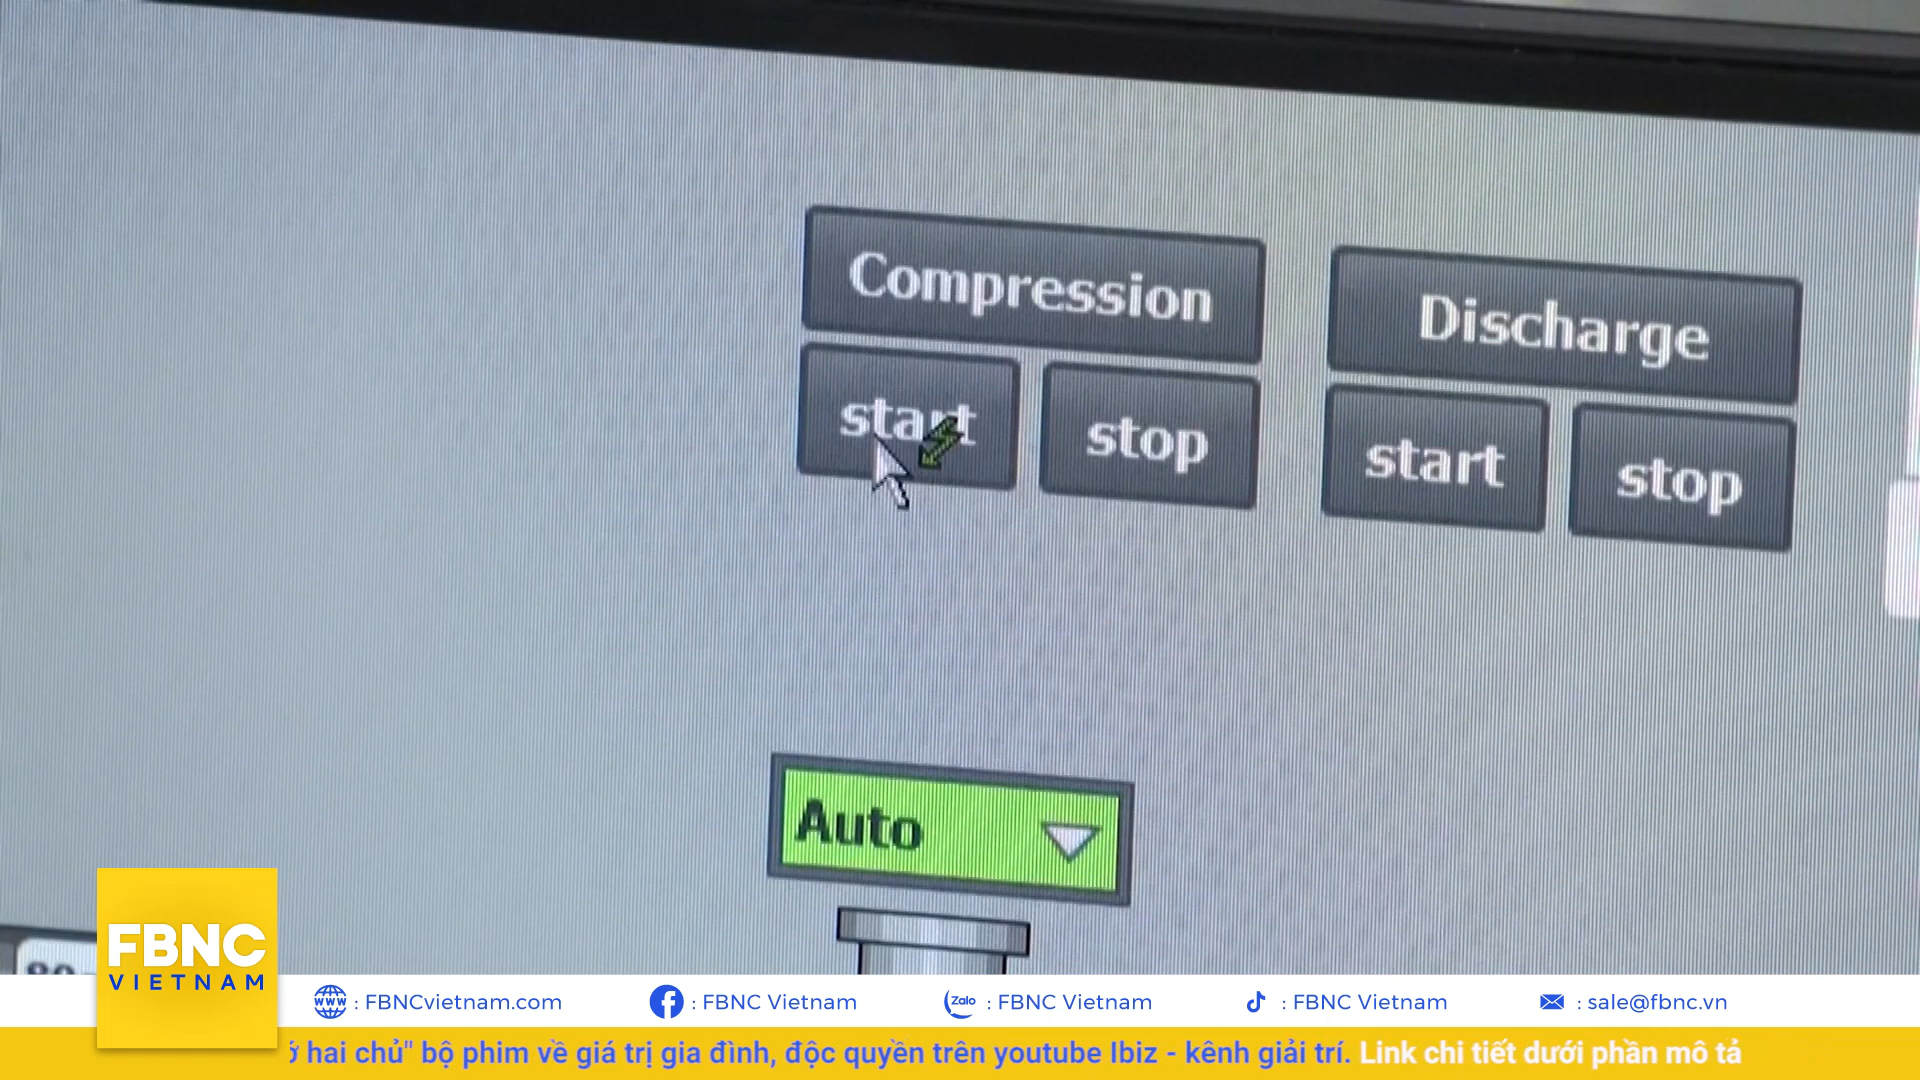 Compression
Discharge
start
stop
start
stop
Auto
FBNC
VIETNAM
www : FBNCvietnam.com
: FBNC Vietnam
Zalo : FBNC Vietnam
: FBNC Vietnam
: sale@fbnc.vn
hai chủ" bộ phim về giá trị gia đình, độc quyền trên youtube Ibiz - kênh giải trí. Link chi tiết dưới phần mô tả